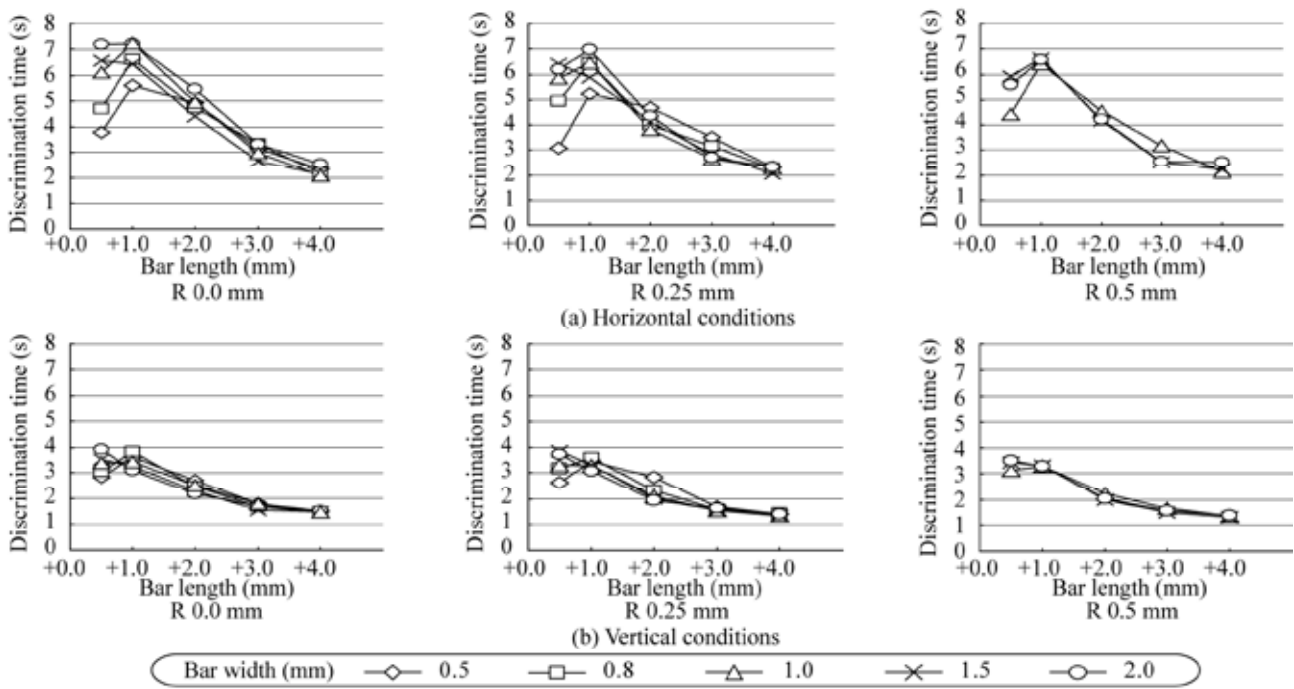 Discrimination time (s)
8
7
6
5
4
3
2
1
0
+0.0 +1.0 +2.0 +3.0 +4.0
Bar length (mm)
R 0.0 mm
Discrimination time (s)
8
7
6
5
4
3
2
1
0
+0.0 +1.0 +2.0 +3.0 +4.0
Bar length (mm)
R 0.25 mm
Discrimination time (s)
8
7
6
5
4
3
2
1
0
+0.0 +1.0 +2.0 +3.0 +4.0
Bar length (mm)
R 0.5 mm
(a) Horizontal conditions
Discrimination time (s)
8
7
6
5
4
3
2
1
0
+0.0 +1.0 +2.0 +3.0 +4.0
Bar length (mm)
R 0.0 mm
Discrimination time (s)
8
7
6
5
4
3
2
1
0
+0.0 +1.0 +2.0 +3.0 +4.0
Bar length (mm)
R 0.25 mm
Discrimination time (s)
8
7
6
5
4
3
2
1
0
+0.0 +1.0 +2.0 +3.0 +4.0
Bar length (mm)
R 0.5 mm
(b) Vertical conditions
Bar width (mm) 0.5 0.8 1.0 1.5 2.0